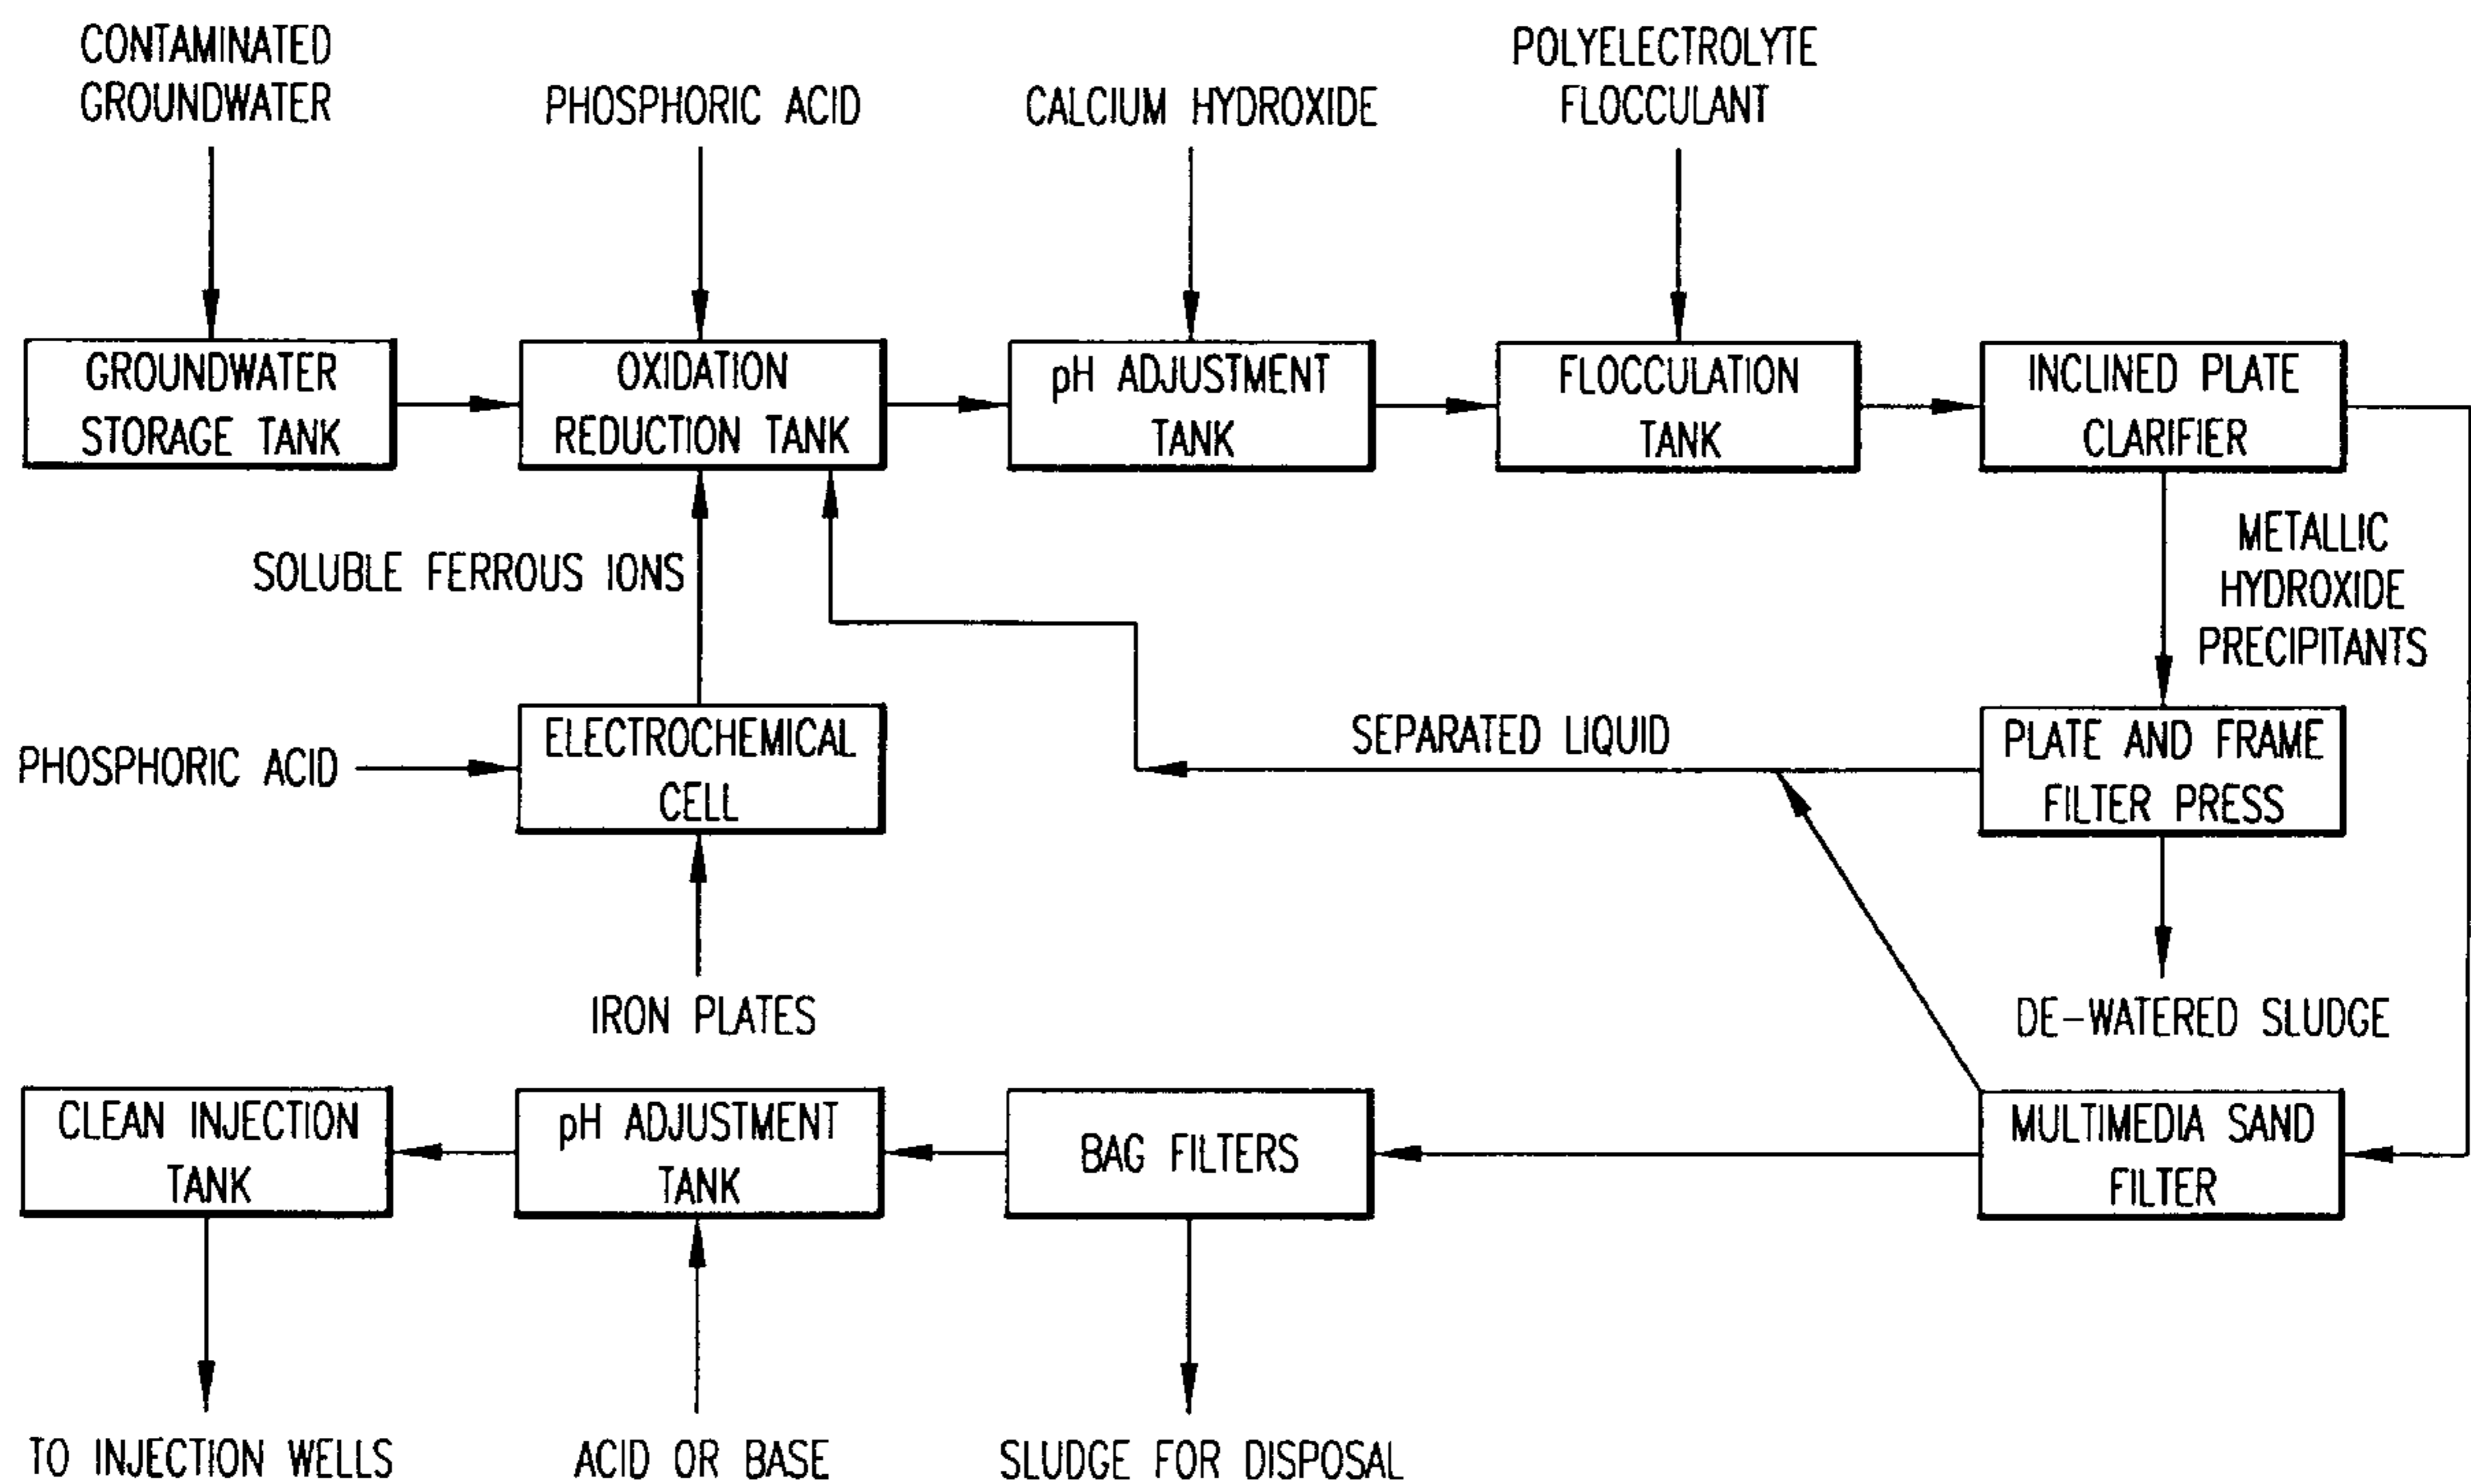 CONTAMINATED
GROUNDWATER
PHOSPHORIC ACID
CALCIUM HYDROXIDE
POLYELECTROLYTE
FLOCCULANT
GROUNDWATER
STORAGE TANK
OXIDATION
REDUCTION TANK
pH ADJUSTMENT
TANK
FLOCCULATION
TANK
INCLINED PLATE
CLARIFIER
SOLUBLE FERROUS IONS
METALLIC
HYDROXIDE
PRECIPITANTS
PHOSPHORIC ACID
ELECTROCHEMICAL
CELL
SEPARATED LIQUID
PLATE AND FRAME
FILTER PRESS
IRON PLATES
DE-WATERED SLUDGE
CLEAN INJECTION
TANK
pH ADJUSTMENT
TANK
BAG FILTERS
MULTIMEDIA SAND
FILTER
TO INJECTION WELLS
ACID OR BASE
SLUDGE FOR DISPOSAL